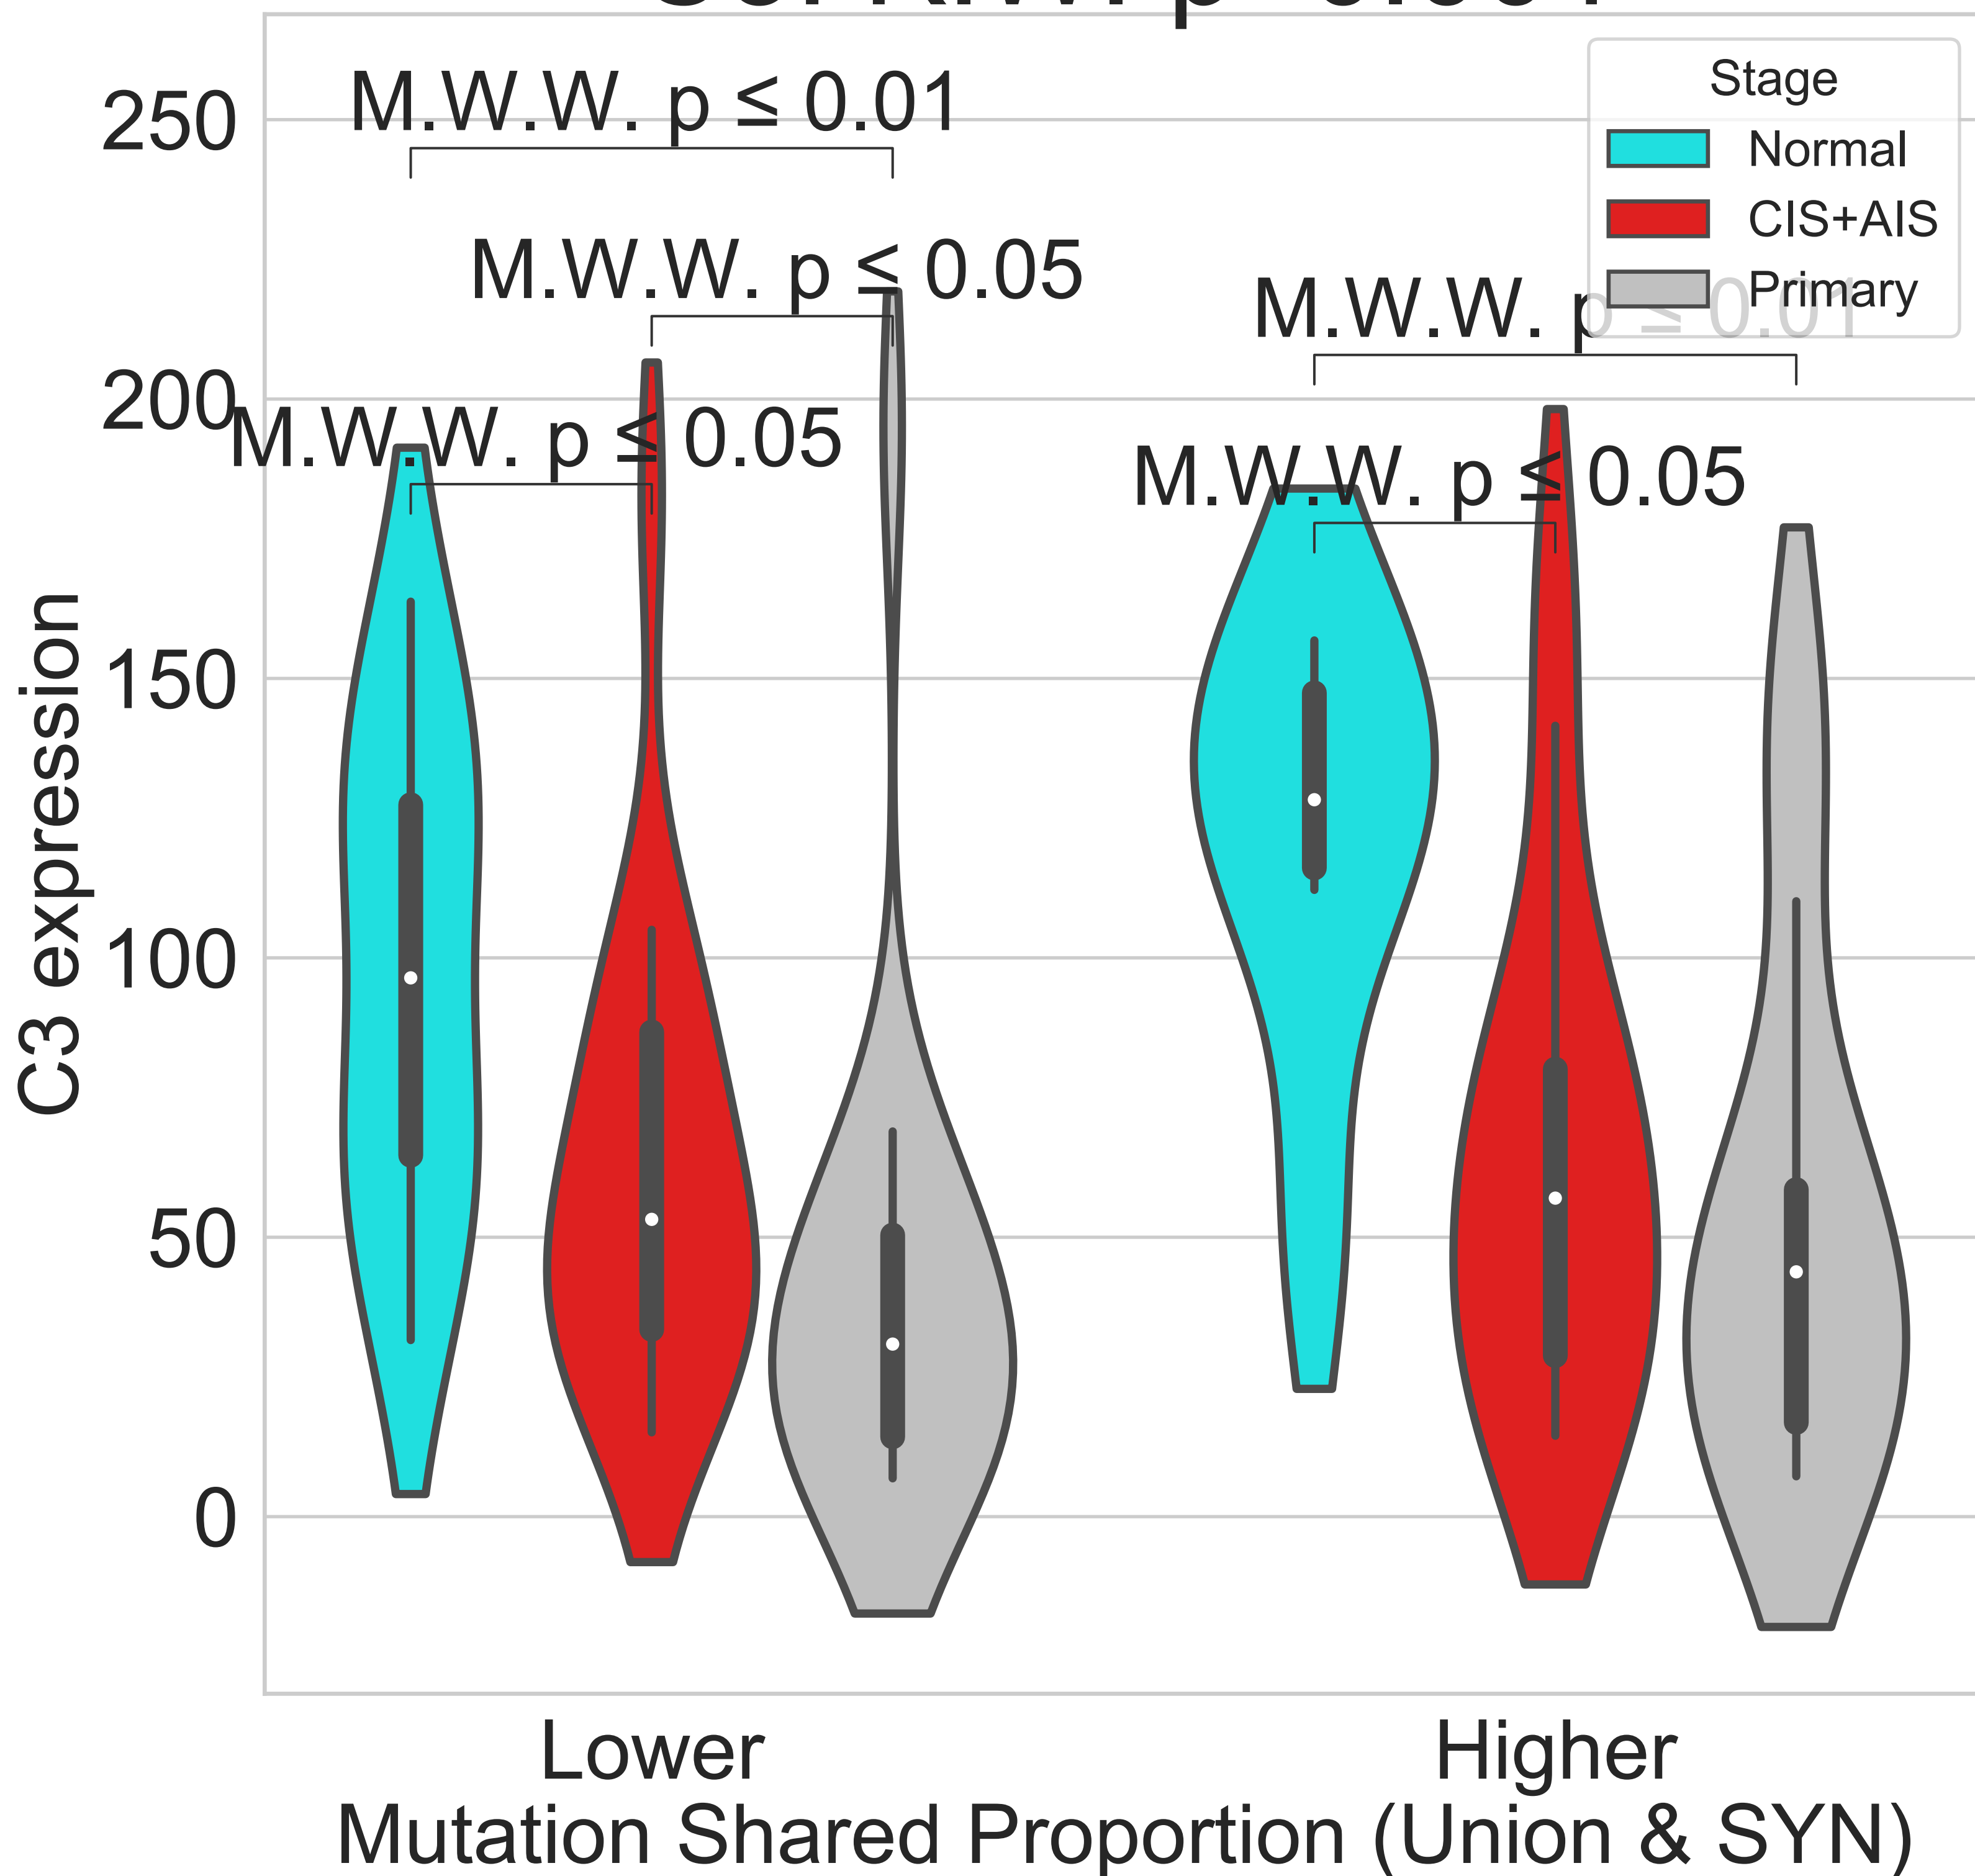 250
200
150
100
50
0
C3 expression
M.W.W. p ≤ 0.01
M.W.W. p ≤ 0.05
M.W.W. p ≤ 0.05
M.W.W. p ≤ 0.01
M.W.W. p ≤ 0.05
Stage
Normal
CIS+AIS
Primary
Lower
Higher
Mutation Shared Proportion (Union & SYN)